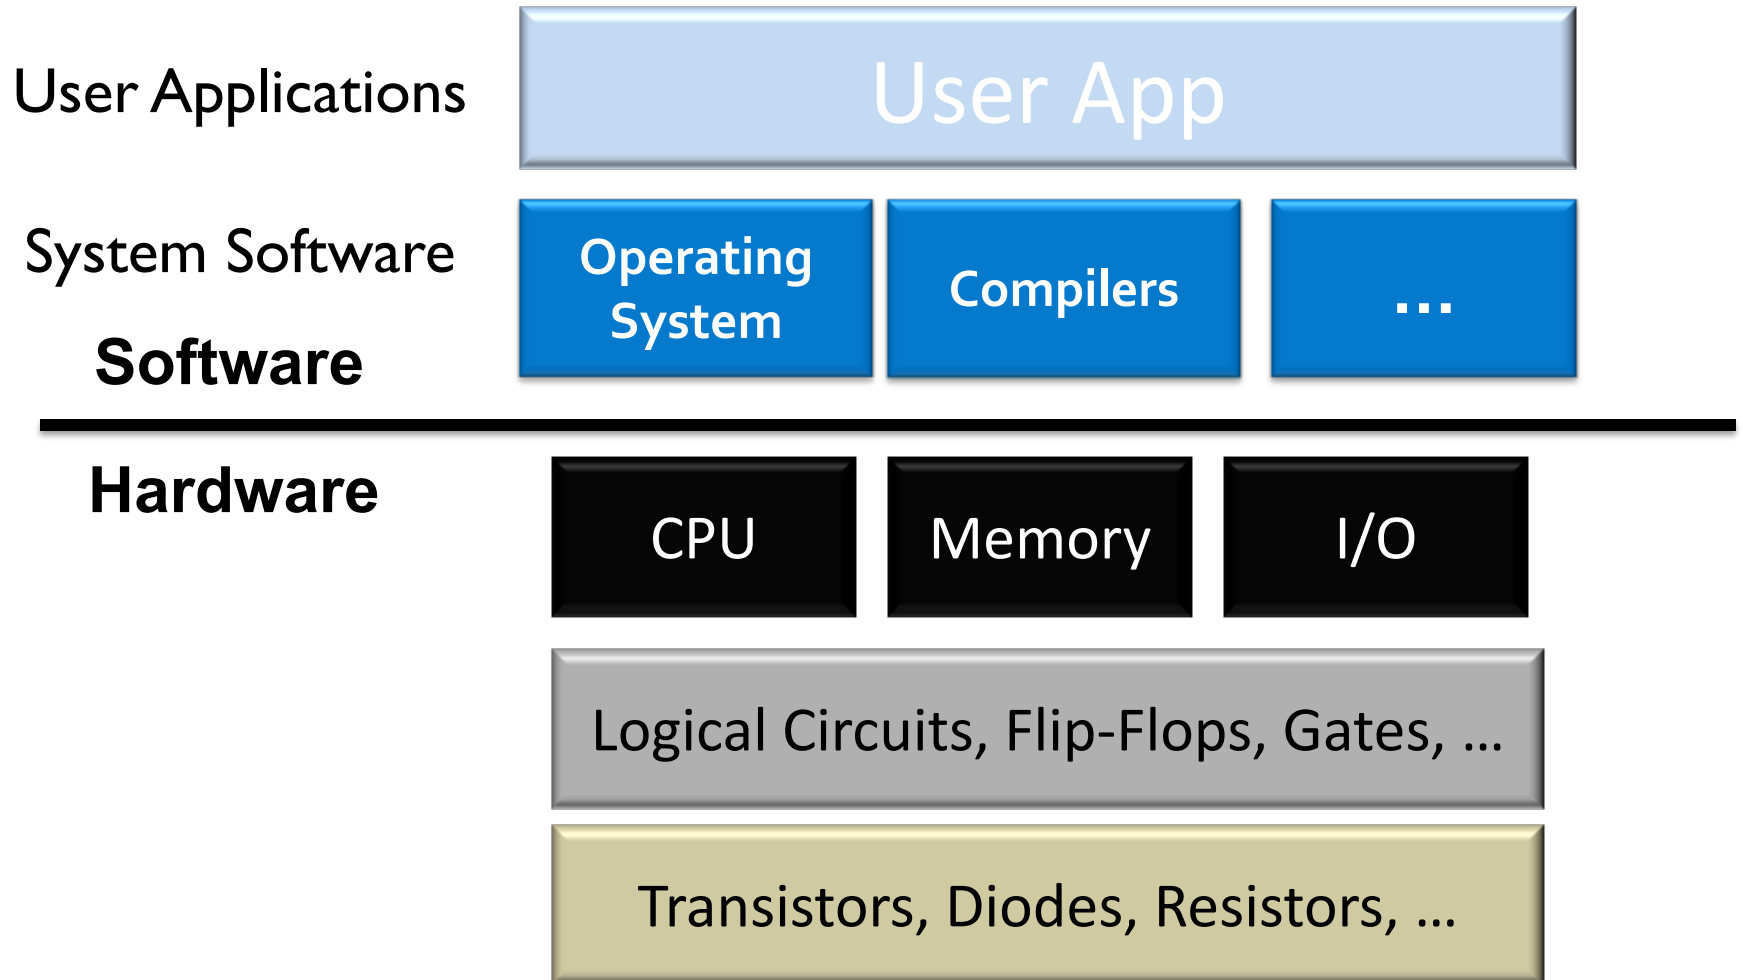 User Applications
User App
System Software
Operating
System
Compilers
...
Software
Hardware
CPU
Memory
I/O
Logical Circuits, Flip-Flops, Gates, ...
Transistors, Diodes, Resistors, ...